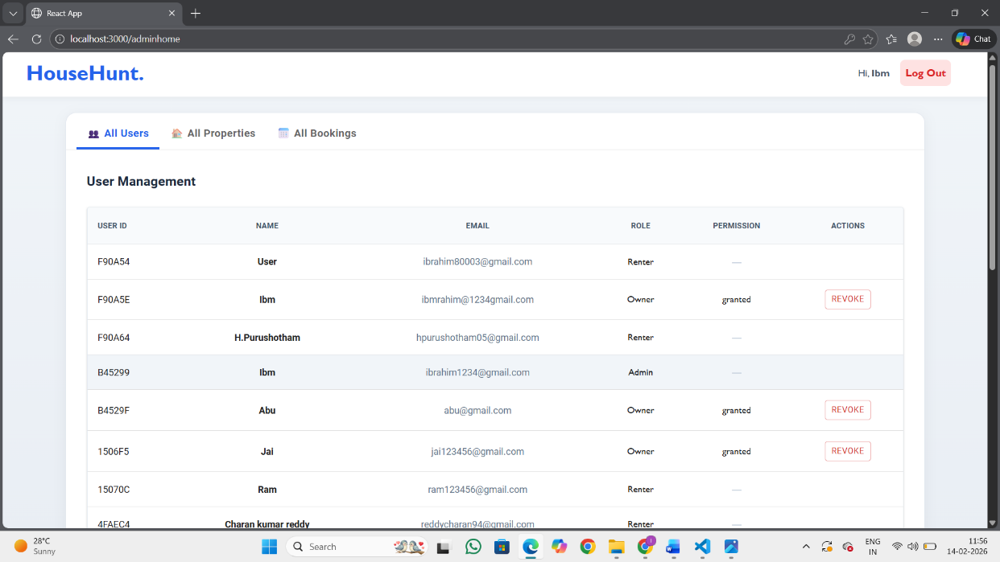 React App
localhost:3000/adminhome
Chat
HouseHunt.
Hi, Ibm
Log Out
All Users
All Properties
All Bookings
User Management
USER ID NAME EMAIL ROLE PERMISSION ACTIONS
F90A54 User ibrahim80003@gmail.com Renter —
F90A5E Ibm ibmrahim@1234gmail.com Owner granted REVOKE
F90A64 H.Purushotham hpurushotham05@gmail.com Renter —
B45299 Ibm ibrahim1234@gmail.com Admin —
B4529F Abu abu@gmail.com Owner granted REVOKE
1506F5 Jai jai123456@gmail.com Owner granted REVOKE
15070C Ram ram123456@gmail.com Renter —
4FAEC4 Charan kumar reddy reddycharan94@gmail.com Renter —
28°C
Sunny
Search
ENG
IN
11:56
14-02-2026